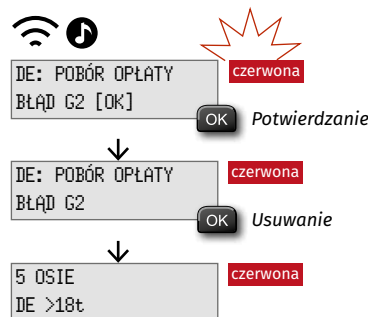 DE: POBÓR OPŁATY
czerwona
BŁĄD G2 [OK]
OK Potwierdzanie
DE: POBÓR OPŁATY
czerwona
BŁĄD G2
OK Usuwanie
5 OSIE
czerwona
DE >18t